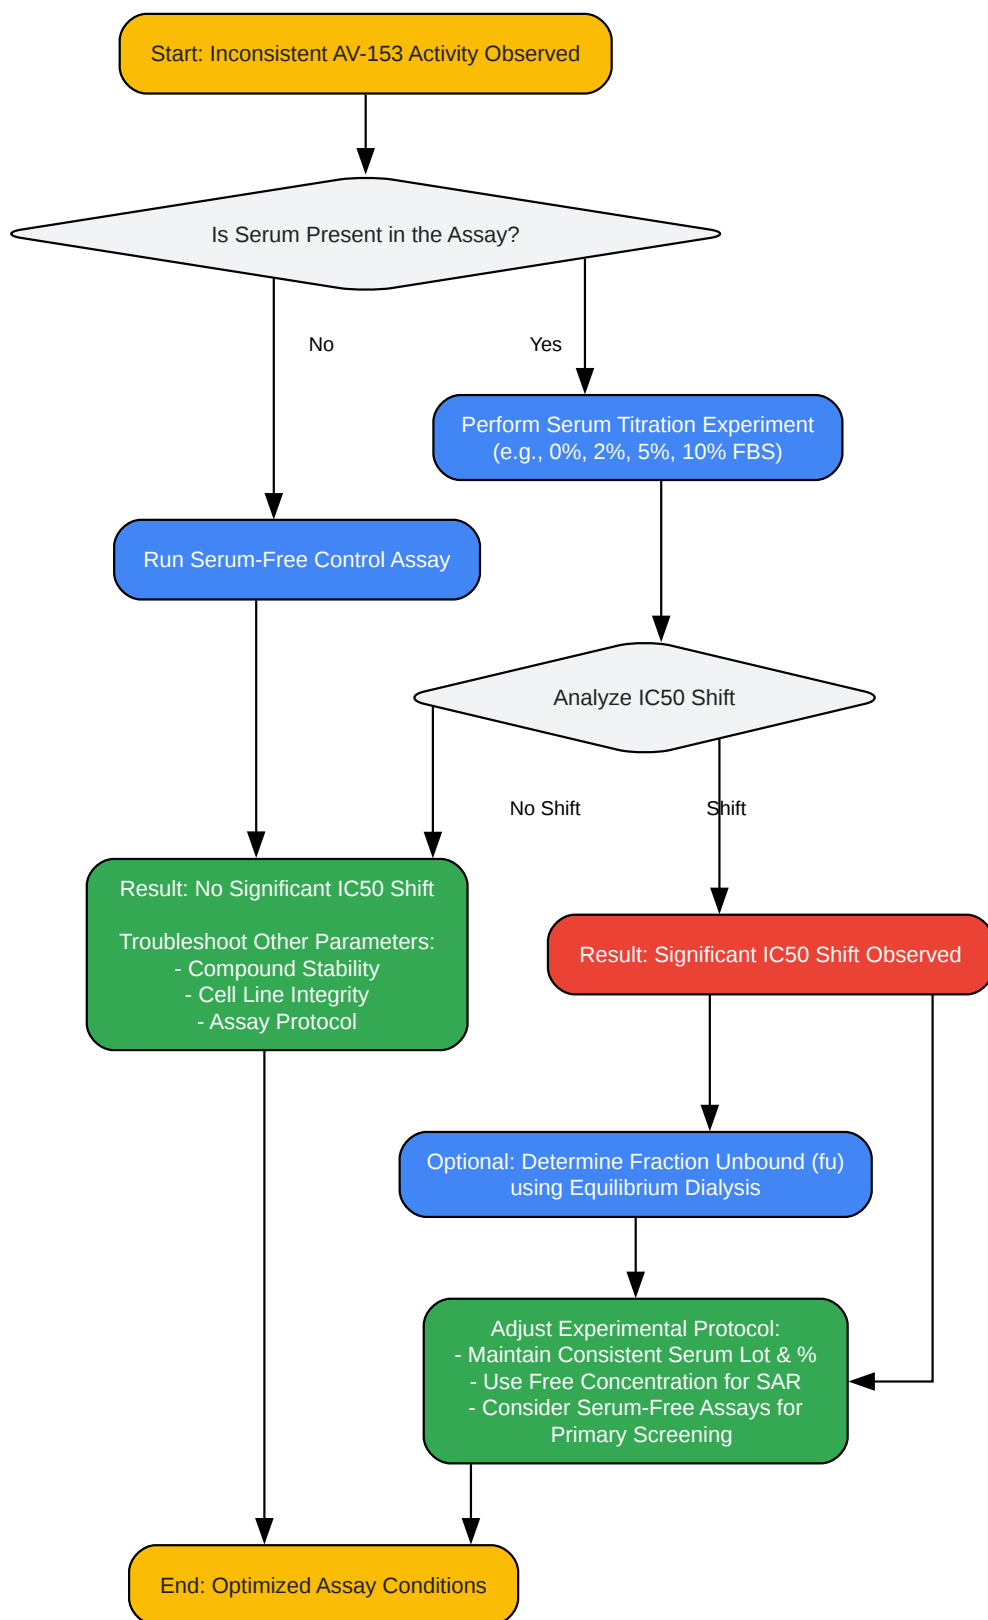 Start: Inconsistent AV-153 Activity Observed
Is Serum Present in the Assay?
No
Yes
Perform Serum Titration Experiment
(e.g., 0%, 2%, 5%, 10% FBS)
Run Serum-Free Control Assay
Analyze IC50 Shift
No Shift
Shift
Result: No Significant IC50 Shift
Troubleshoot Other Parameters:
- Compound Stability
- Cell Line Integrity
- Assay Protocol
Result: Significant IC50 Shift Observed
Optional: Determine Fraction Unbound (fu)
using Equilibrium Dialysis
Adjust Experimental Protocol:
- Maintain Consistent Serum Lot & %
- Use Free Concentration for SAR
- Consider Serum-Free Assays for
Primary Screening
End: Optimized Assay Conditions